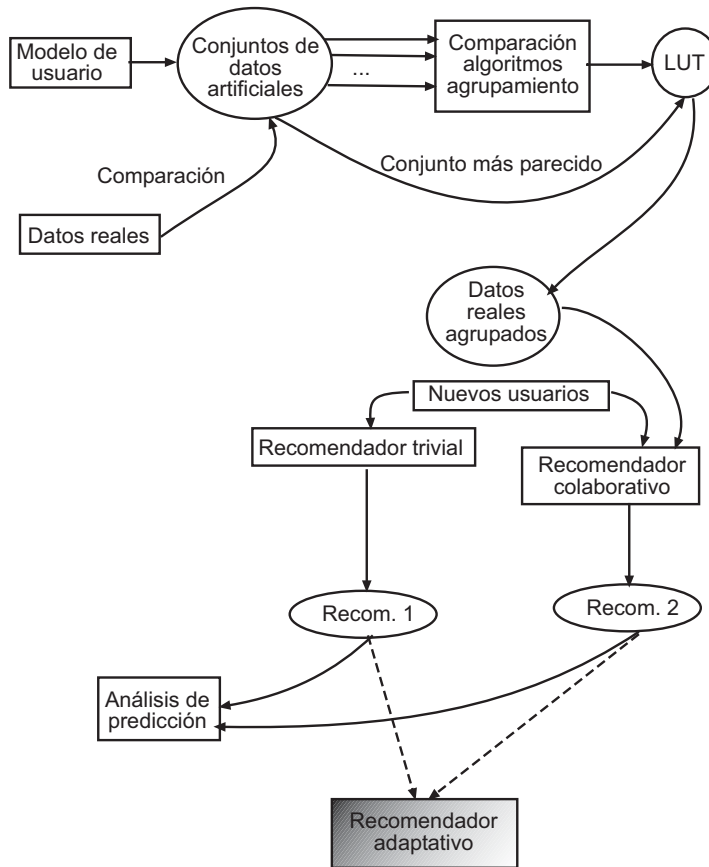 Modelo de
usuario
Conjuntos de
datos
artificiales
...
Comparación
algoritmos
agrupamiento
LUT
Comparación
Conjunto más parecido
Datos reales
Datos
reales
agrupados
Nuevos usuarios
Recomendador trivial
Recomendador
colaborativo
Recom. 1
Recom. 2
Análisis de
predicción
Recomendador
adaptativo